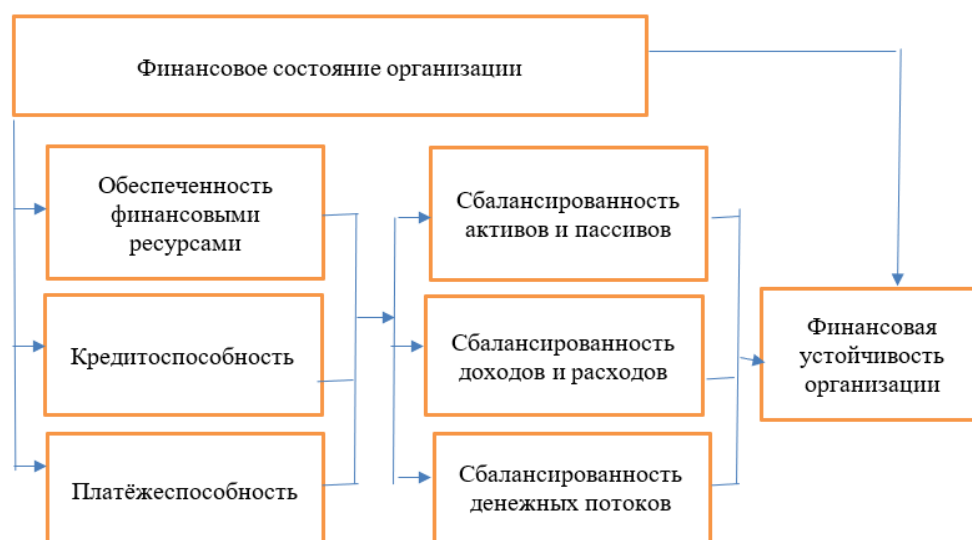 Финансовое состояние организации
Обеспеченность
финансовыми
ресурсами
Кредитоспособность
Платёжеспособность
Сбалансированность
активов и пассивов
Сбалансированность
доходов и расходов
Сбалансированность
денежных потоков
Финансовая
устойчивость
организации